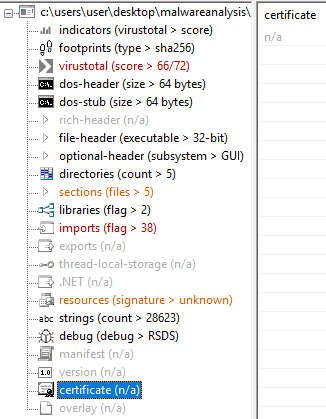 c:\users\user\desktop\malwareanalysis\
indicators (virustotal > score)
footprints (type > sha256)
virustotal (score > 66/72)
dos-header (size > 64 bytes)
dos-stub (size > 64 bytes)
rich-header (n/a)
file-header (executable > 32-bit)
optional-header (subsystem > GUI)
directories (count > 5)
sections (files > 5)
libraries (flag > 2)
imports (flag > 38)
exports (n/a)
thread-local-storage (n/a)
.NET (n/a)
resources (signature > unknown)
abc strings (count > 28623)
debug (debug > RSDS)
manifest (n/a)
1.0 version (n/a)
certificate (n/a)
overlay (n/a)
certificate
n/a